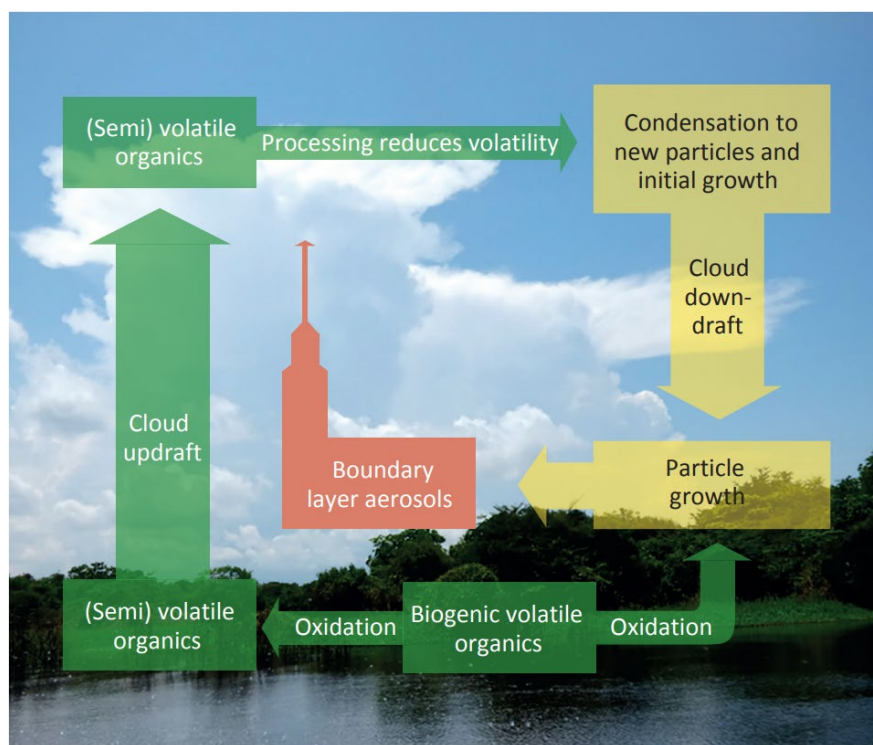 (Semi) volatile
organics
Processing reduces volatility
Condensation to
new particles and
initial growth
Cloud
down-
draft
Cloud
updraft
Boundary
layer aerosols
Particle
growth
(Semi) volatile
organics
Oxidation
Biogenic volatile
organics
Oxidation